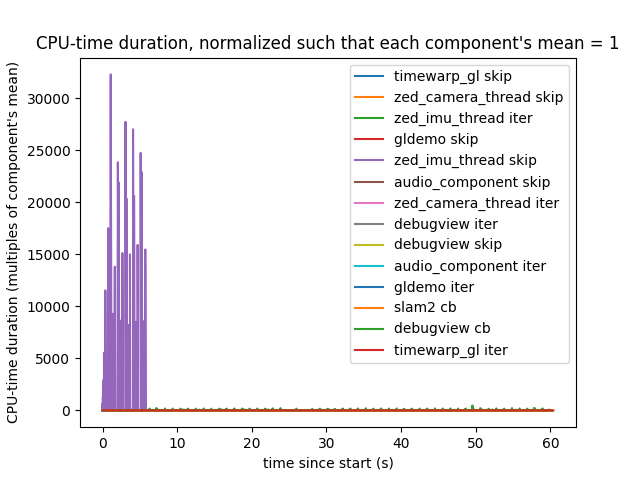 CPU-time duration, normalized such that each component's mean = 1
CPU-time duration (multiples of component's mean)
30000
25000
20000
15000
10000
5000
0
timewarp_gl skip
zed_camera_thread skip
zed_imu_thread iter
gldemo skip
zed_imu_thread skip
audio_component skip
zed_camera_thread iter
debugview iter
debugview skip
audio_component iter
gldemo iter
slam2 cb
debugview cb
timewarp_gl iter
0 10 20 30 40 50 60
time since start (s)